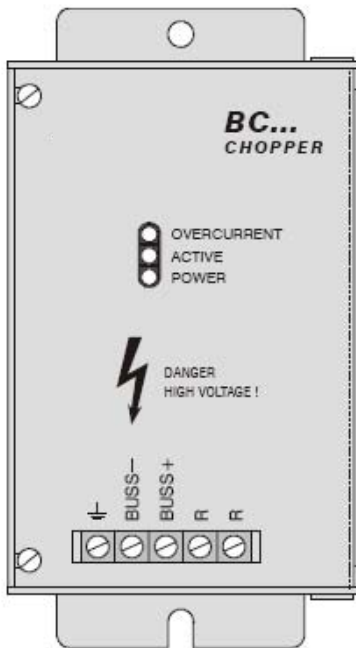 BC...
CHOPPER
OVERCURRENT
ACTIVE
POWER
DANGER
HIGH VOLTAGE !
BUSS− BUSS+ R R